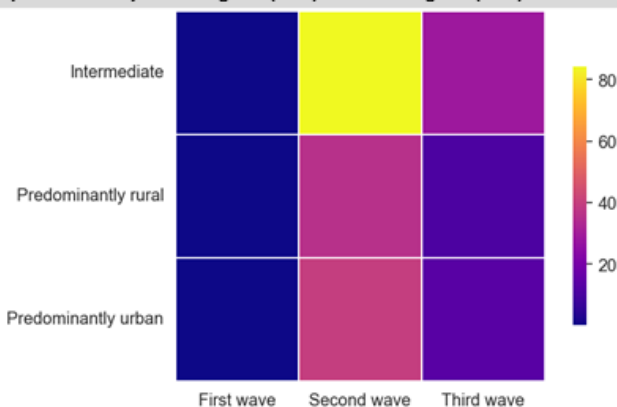 Intermediate
Predominantly rural
Predominantly urban
First wave Second wave Third wave
80
60
40
20